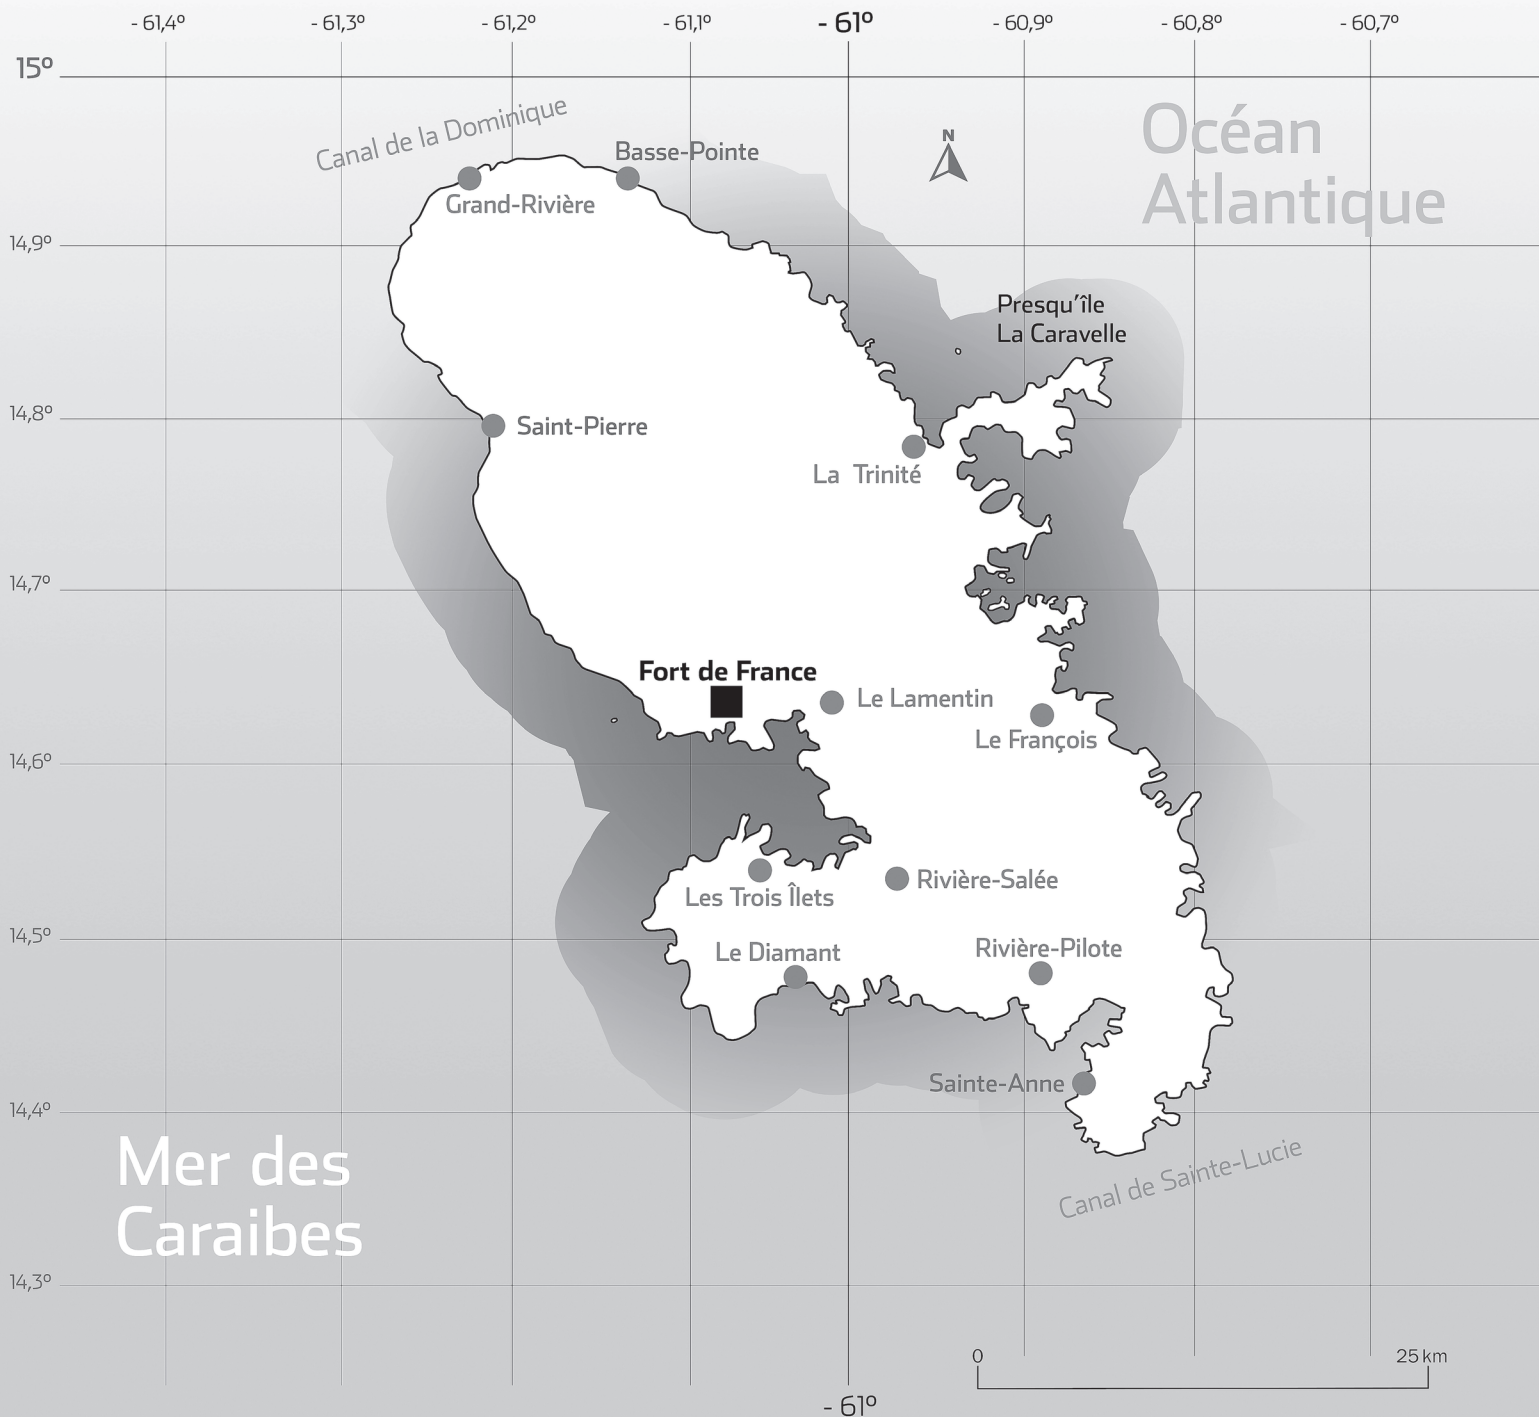 - 61,4º
- 61,3º
- 61,2º
- 61,1º
- 61º
- 60,9º
- 60,8º
- 60,7º
15º
Canal de la Dominique
Océan
Atlantique
N
Basse-Pointe
Grand-Rivière
14,9º
Presqu'île
La Caravelle
14,8º
Saint-Pierre
La Trinité
14,7º
Fort de France
Le Lamentin
Le François
14,6º
Les Trois Îlets
Rivière-Salée
14,5º
Le Diamant
Rivière-Pilote
Sainte-Anne
14,4º
Mer des
Caraibes
Canal de Sainte-Lucie
14,3º
0
25 km
- 61º